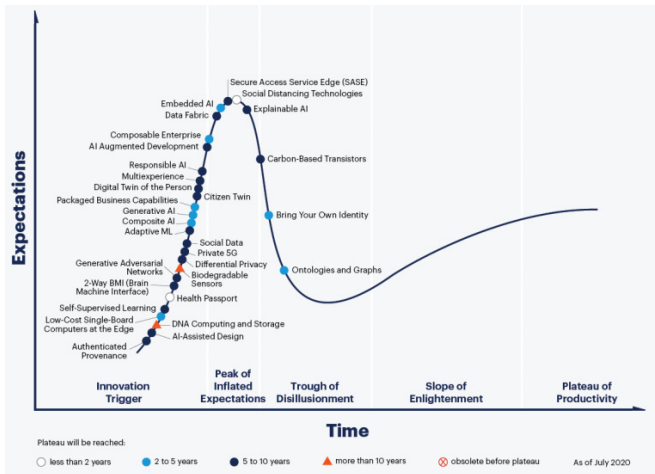 Expectations
Secure Access Service Edge (SASE)
Social Distancing Technologies
Embedded AI
Explainable AI
Data Fabric
Composable Enterprise
AI Augmented Development
Carbon-Based Transistors
Responsible AI
Multiexperience
Digital Twin of the Person
Citizen Twin
Packaged Business Capabilities
Generative AI
Bring Your Own Identity
Composite AI
Adaptive ML
Social Data
Private 5G
Generative Adversarial
Networks
Differential Privacy
Biodegradable
Sensors
Ontologies and Graphs
2-Way BMI (Brain
Machine Interface)
Health Passport
Self-Supervised Learning
Low-Cost Single-Board
Computers at the Edge
DNA Computing and Storage
AI-Assisted Design
Authenticated
Provenance
Innovation
Trigger
Peak of
Inflated
Expectations
Trough of
Disillusionment
Slope of
Enlightenment
Plateau of
Productivity
Time
Plateau will be reached:
less than 2 years
2 to 5 years
5 to 10 years
more than 10 years
obsolete before plateau
As of July 2020